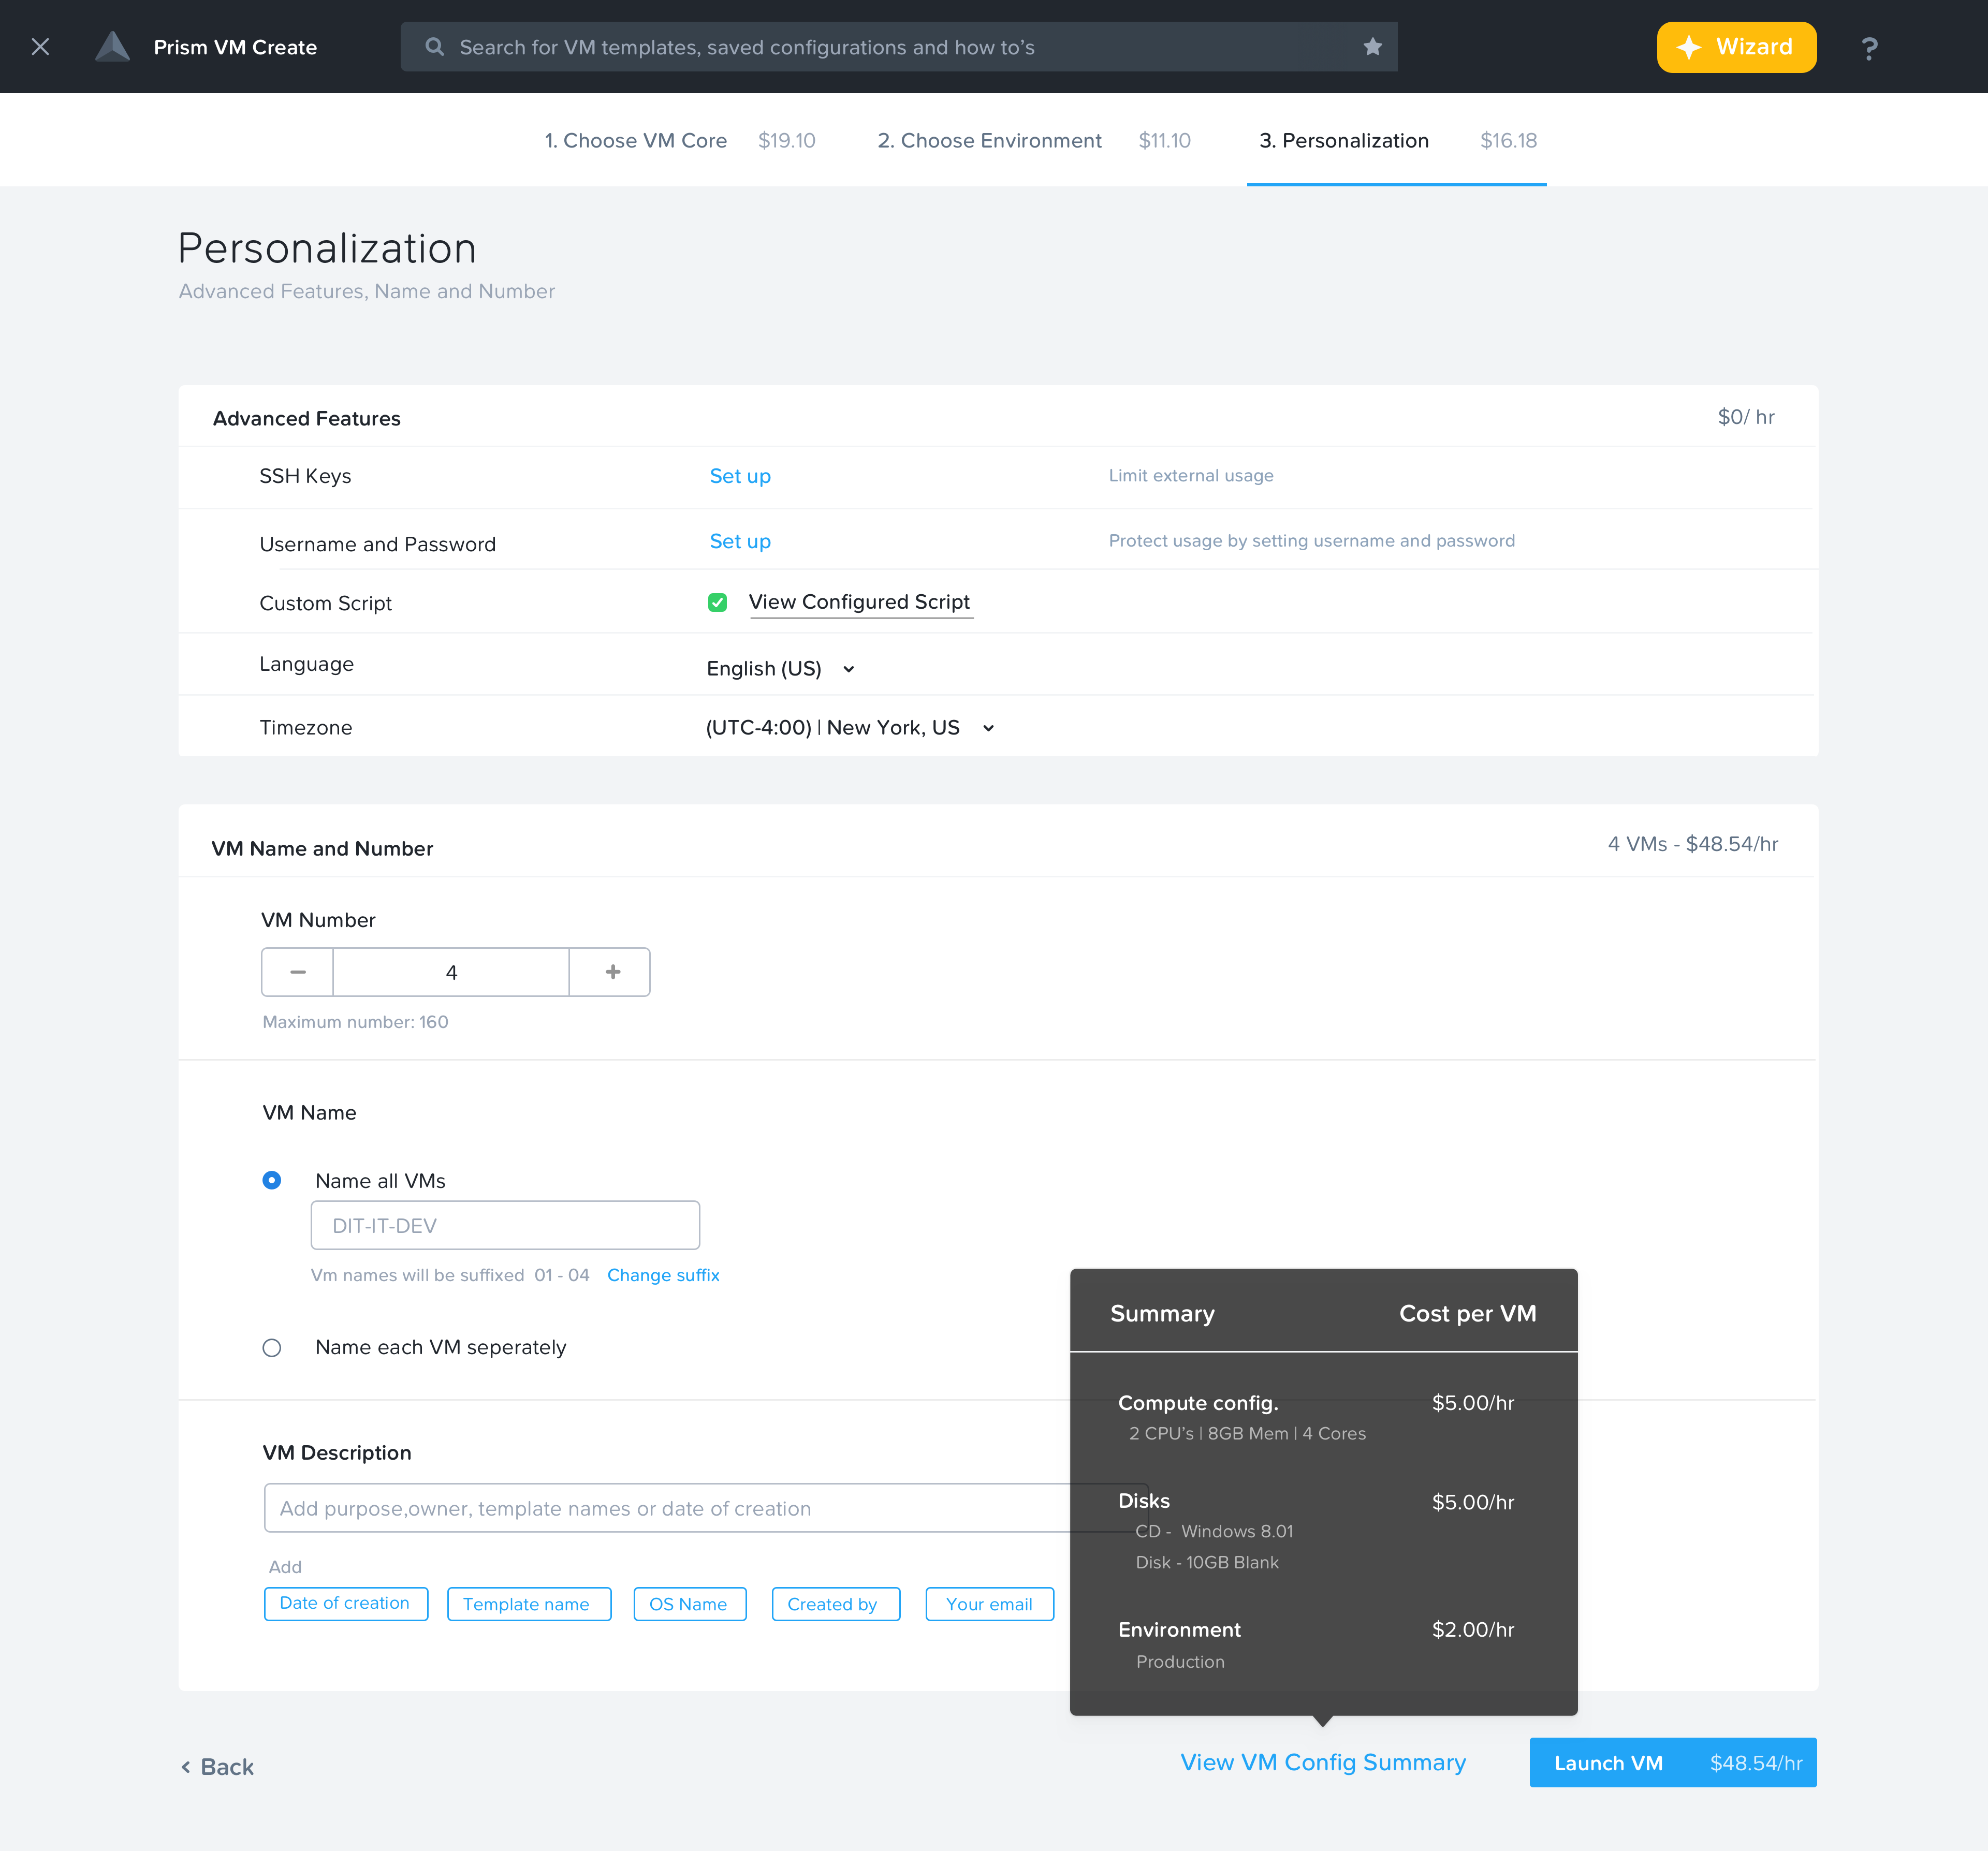 Prism VM Create
Search for VM templates, saved configurations and how to’s
Wizard
?
1. Choose VM Core $19.10
2. Choose Environment $11.10
3. Personalization $16.18
Personalization
Advanced Features, Name and Number
Advanced Features $0/ hr
SSH Keys Set up Limit external usage
Username and Password Set up Protect usage by setting username and password
Custom Script View Configured Script
Language English (US)
Timezone (UTC-4:00) | New York, US
VM Name and Number 4 VMs - $48.54/hr
VM Number
4
Maximum number: 160
VM Name
Name all VMs
DIT-IT-DEV
Vm names will be suffixed 01 - 04 Change suffix
Name each VM seperately
VM Description
Add purpose,owner, template names or date of creation
Add
Date of creation Template name OS Name Created by Your email
Summary Cost per VM
Compute config. $5.00/hr
2 CPU’s | 8GB Mem | 4 Cores
Disks $5.00/hr
CD - Windows 8.01
Disk - 10GB Blank
Environment $2.00/hr
Production
Back
View VM Config Summary
Launch VM $48.54/hr